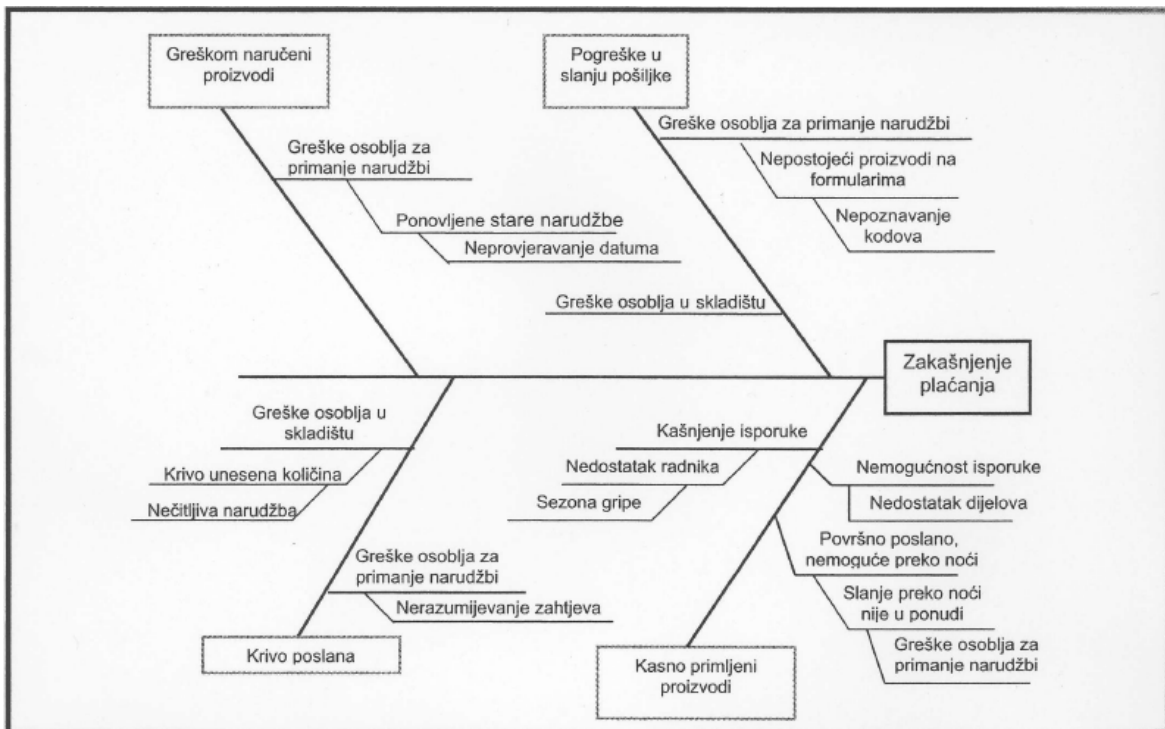 Greškom naručeni
proizvodi
Pogreške u
slanju pošiljke
Greške osoblja za
primanje narudžbi
Ponovljene stare narudžbe
Neprovjeravanje datuma
Greške osoblja za primanje narudžbi
Nepostojeći proizvodi na
formularima
Nepoznavanje
kodova
Greške osoblja u skladištu
Zakašnjenje
plaćanja
Greške osoblja u
skladištu
Krivo unesena količina
Nečitljiva narudžba
Greške osoblja za
primanje narudžbi
Nerazumijevanje zahtjeva
Krivo poslana
Kašnjenje isporuke
Nedostatak radnika
Sezona gripe
Nemogućnost isporuke
Nedostatak dijelova
Površno poslano,
nemoguće preko noći
Slanje preko noći
nije u ponudi
Greške osoblja za
primanje narudžbi
Kasno primljeni
proizvodi